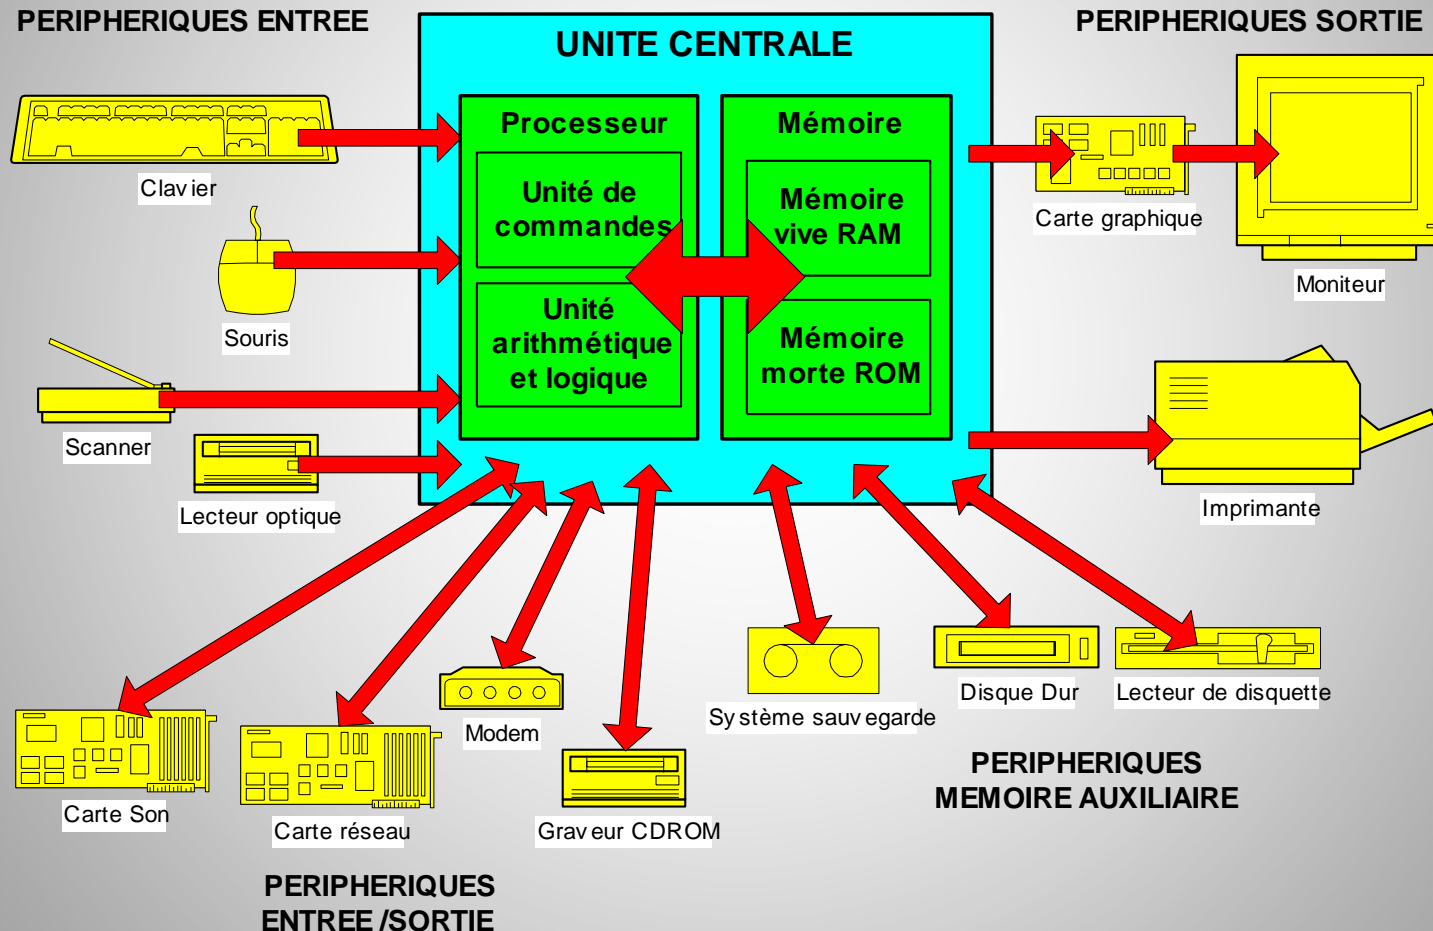 PERIPHERIQUES ENTREE
UNITE CENTRALE
PERIPHERIQUES SORTIE
Processeur
Mémoire
Unité de
commandes
Unité
arithmétique
et logique
Mémoire
vive RAM
Mémoire
morte ROM
Clavier
Souris
Scanner
Lecteur optique
Carte graphique
Moniteur
Imprimante
Carte Son
Carte réseau
Modem
Graveur CDROM
Système sauvegarde
Disque Dur
Lecteur de disquette
PERIPHERIQUES
MEMOIRE AUXILIAIRE
PERIPHERIQUES
ENTREE /SORTIE